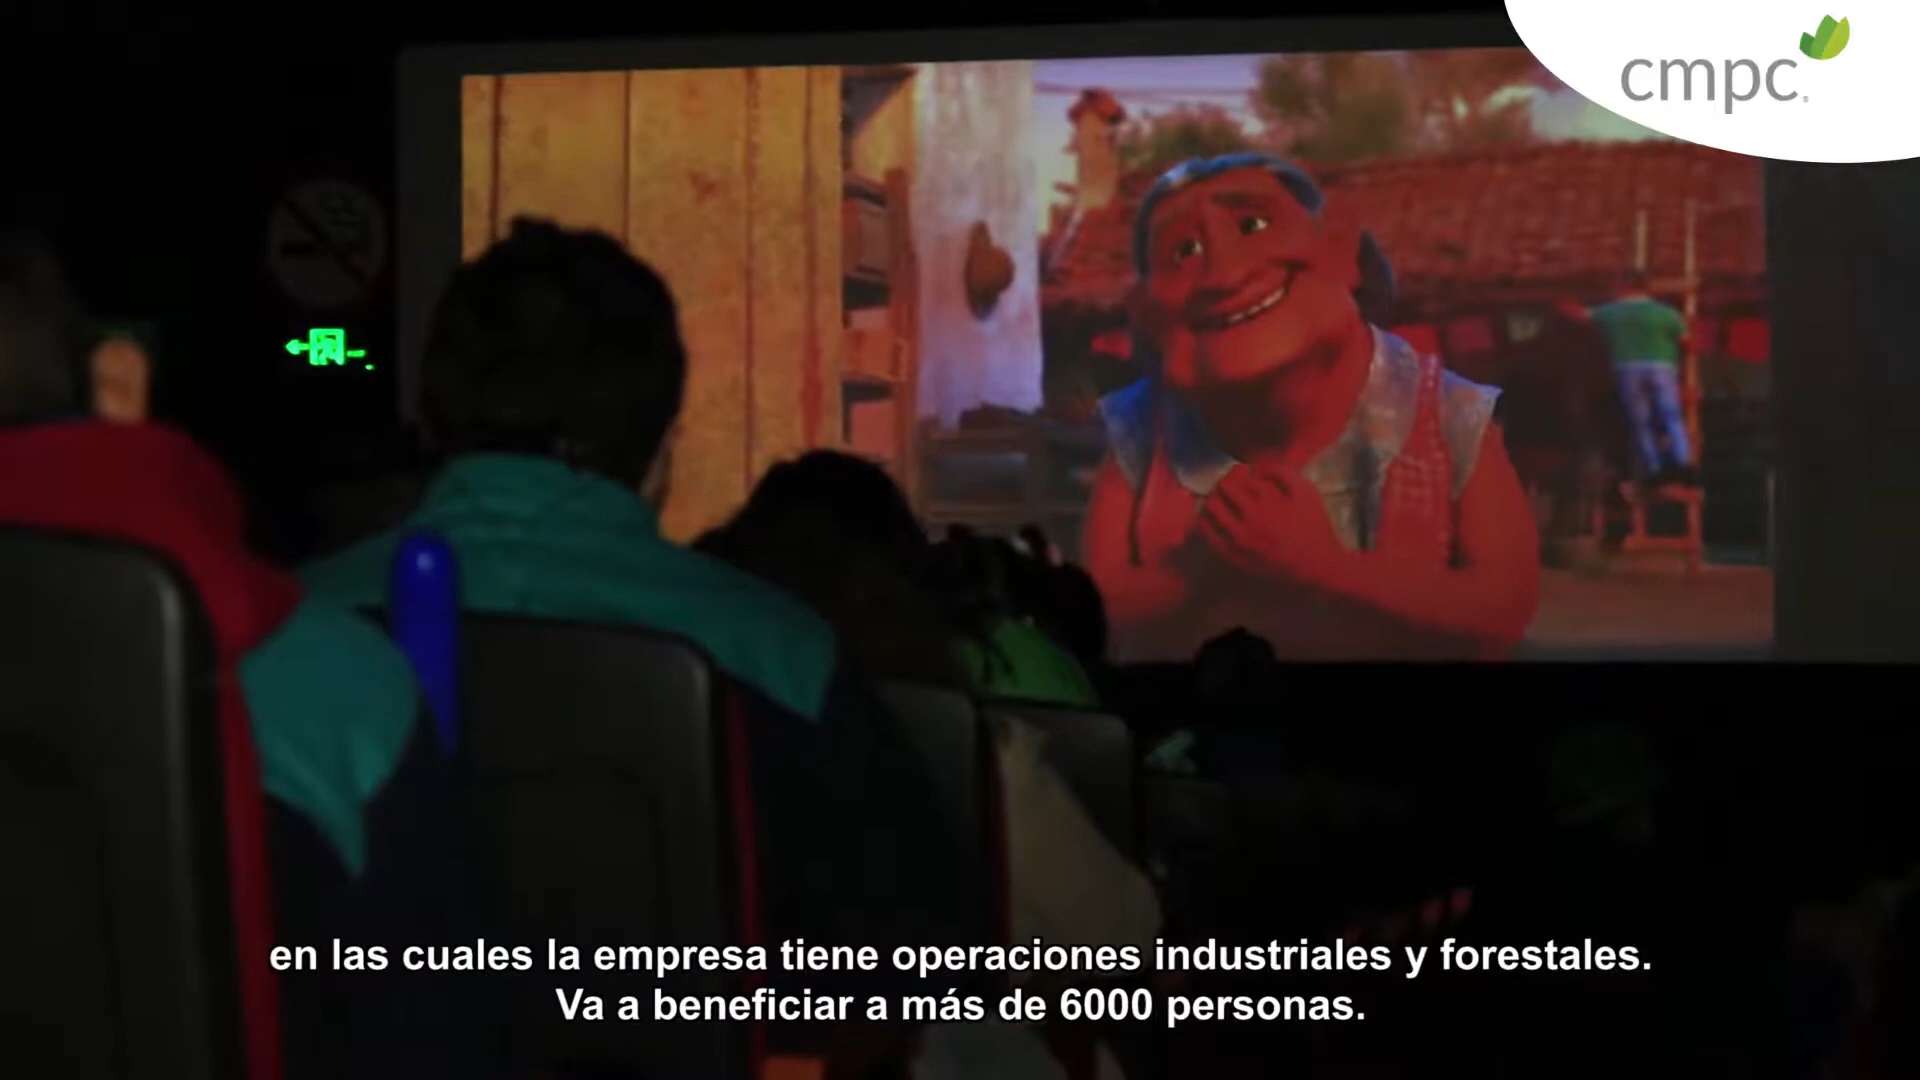 cmpc
en las cuales la empresa tiene operaciones industriales y forestales.
Va a beneficiar a más de 6000 personas.